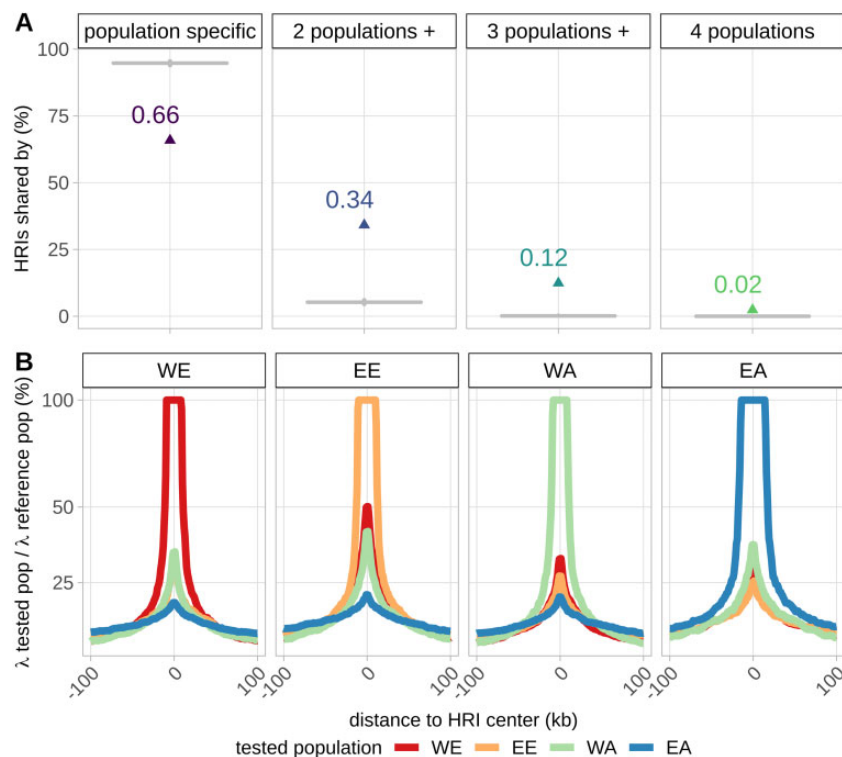 A
population specific
2 populations +
3 populations +
4 populations
HRIs shared by (%)
100
75
50
25
0
0.66
0.34
0.12
0.02
B
WE
EE
WA
EA
λ tested pop / λ reference pop (%)
100
50
25
-100
0
100
-100
0
100
-100
0
100
-100
0
100
distance to HRI center (kb)
tested population WE EE WA EA